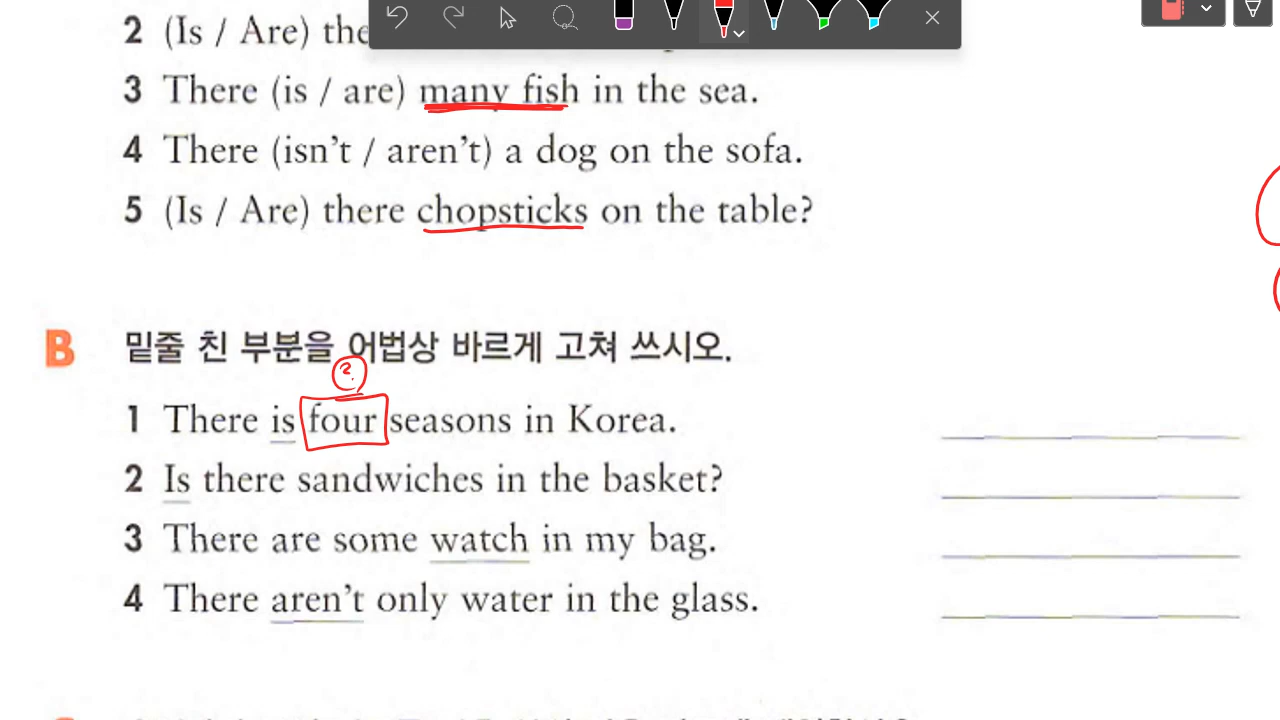 2 (Is / Are) the
3 There (is / are) many fish in the sea.
4 There (isn't / aren't) a dog on the sofa.
5 (Is / Are) there chopsticks on the table?
B 밑줄 친 부분을 어법상 바르게 고쳐 쓰시오.
?
1 There is four seasons in Korea.
2 Is there sandwiches in the basket?
3 There are some watch in my bag.
4 There aren't only water in the glass.